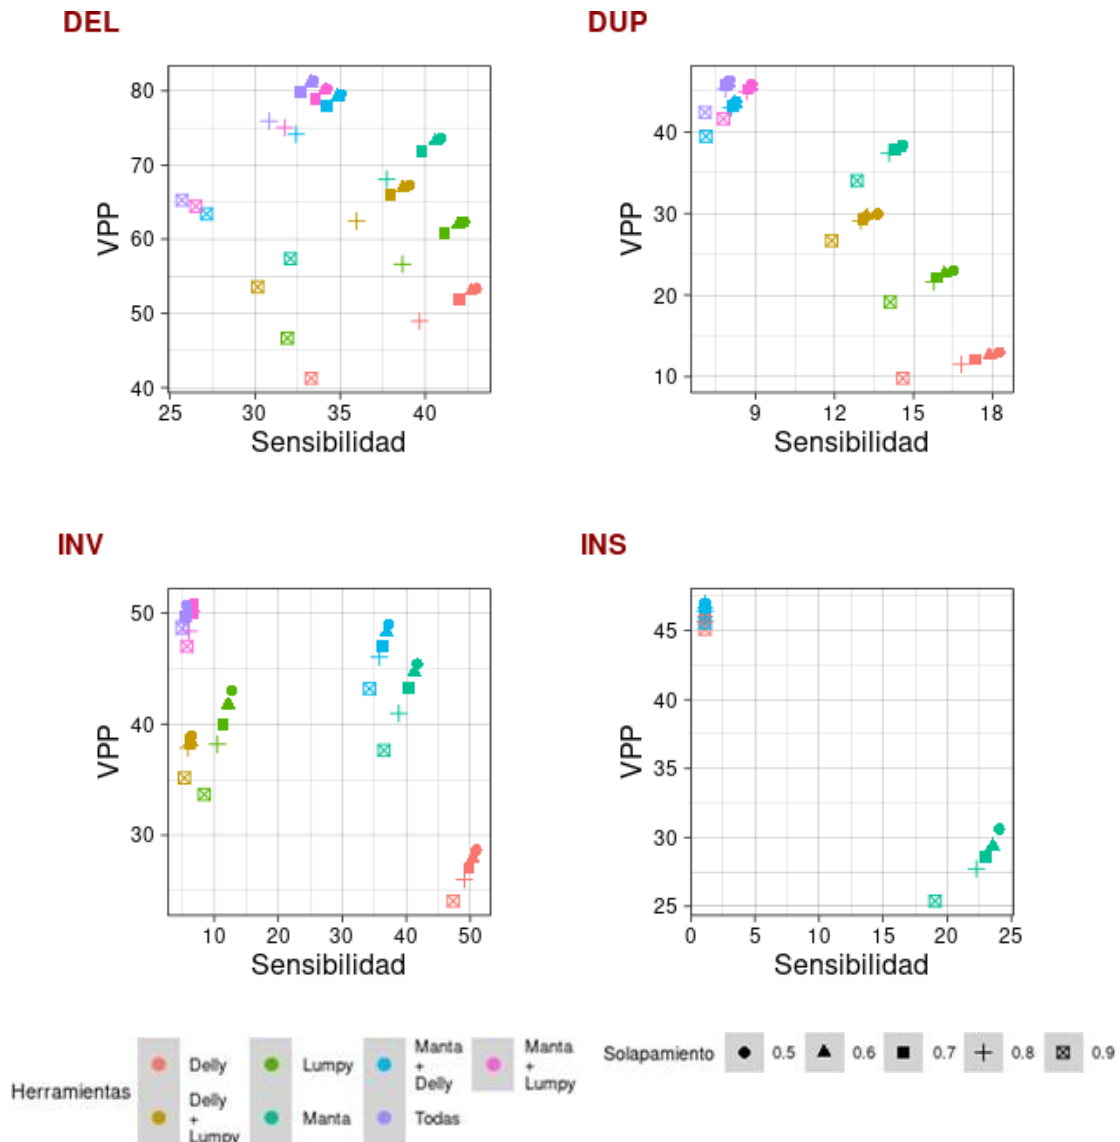 DEL
DUP
VPP
80
70
60
50
40
25
30
35
40
Sensibilidad
VPP
40
30
20
10
9
12
15
18
Sensibilidad
INV
INS
VPP
50
40
30
10
20
30
40
50
Sensibilidad
VPP
45
40
35
30
25
0
5
10
15
20
25
Sensibilidad
Herramientas
Delly
Delly
+
Lumpy
Lumpy
Manta
Manta
+
Delly
Todas
Manta
+
Lumpy
Solapamiento
0.5
0.6
0.7
0.8
0.9